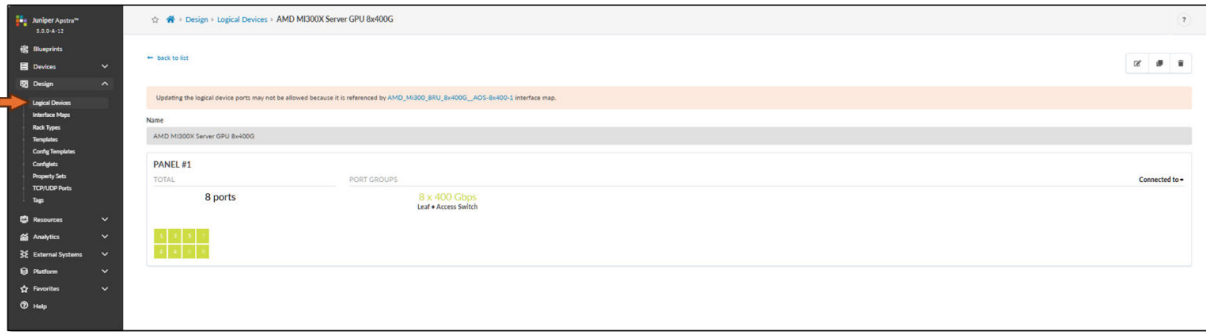 Juniper Apstra™
5.0.0-A-12
Design › Logical Devices › AMD MI300X Server GPU 8x400G
?
Blueprints
Devices
Design
Logical Devices
Interface Maps
Rack Types
Templates
Config Templates
Configlets
Property Sets
TCP/UDP Ports
Tags
Resources
Analytics
External Systems
Platform
Favorites
Help
← back to list
Updating the logical device ports may not be allowed because it is referenced by AMD_MI300_BRU_8x400G__AOS-8x400-1 interface map.
Name
AMD MI300X Server GPU 8x400G
PANEL #1
TOTAL
PORT GROUPS
Connected to
8 ports
8 x 400 Gbps
Leaf • Access Switch